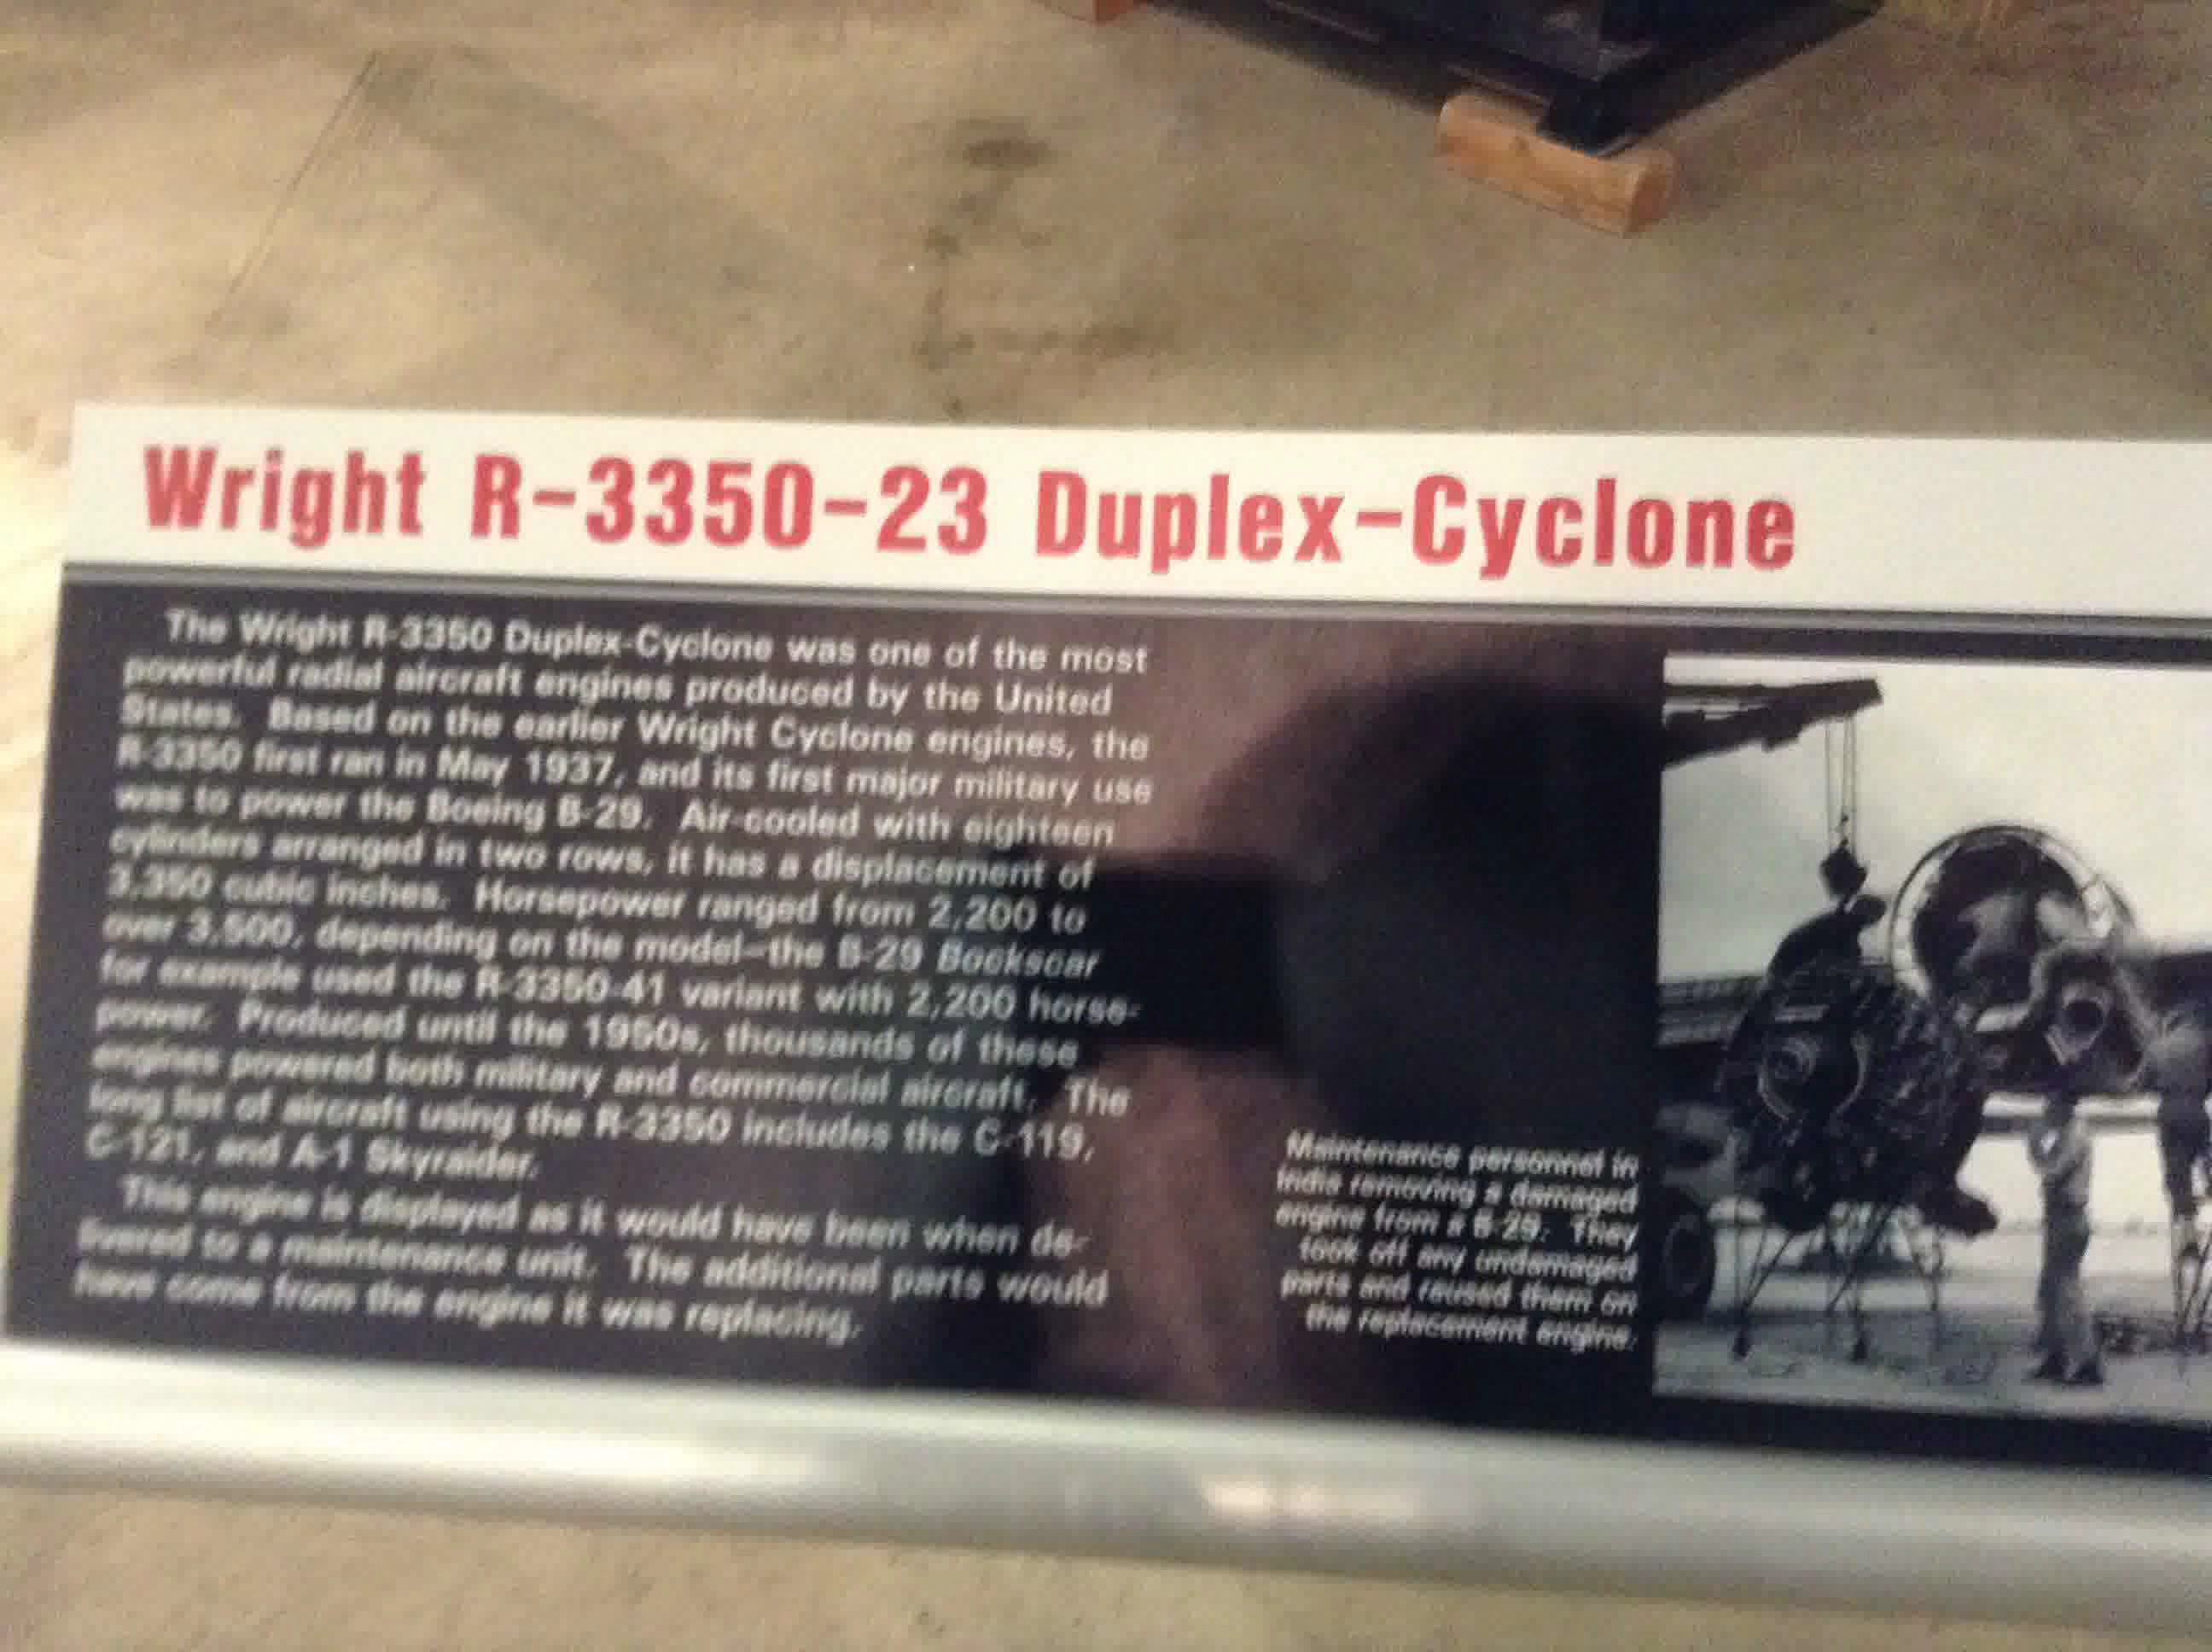 Wright R-3350-23 Duplex-Cyclone
The Wright R-3350 Duplex-Cyclone was one of the most
powerful radial aircraft engines produced by the United
States. Based on the earlier Wright Cyclone engines, the
R-3350 first ran in May 1937, and its first major military use
was to power the Boeing B-29. Air-cooled with eighteen
cylinders arranged in two rows, it has a displacement of
3,350 cubic inches. Horsepower ranged from 2,200 to
over 3,500, depending on the model—the B-29 Bockscar
for example used the R-3350-41 variant with 2,200 horse-
power. Produced until the 1950s, thousands of these
engines powered both military and commercial aircraft. The
long list of aircraft using the R-3350 includes the C-119,
C-121, and A-1 Skyraider.
This engine is displayed as it would have been when de-
livered to a maintenance unit. The additional parts would
have come from the engine it was replacing.
Maintenance personnel in
India removing a damaged
engine from a B-29. They
took off any undamaged
parts and reused them on
the replacement engine.